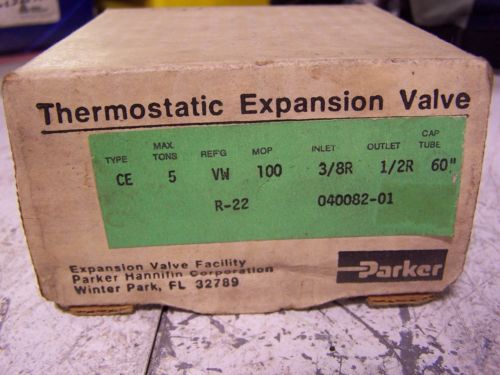 Thermostatic Expansion Valve
TYPE MAX. TONS REF'G MOP INLET OUTLET CAP TUBE
CE 5 VW 100 3/8R 1/2R 60"
R-22 040082-01
Expansion Valve Facility
Parker Hannifin Corporation
Winter Park, FL 32789
Parker